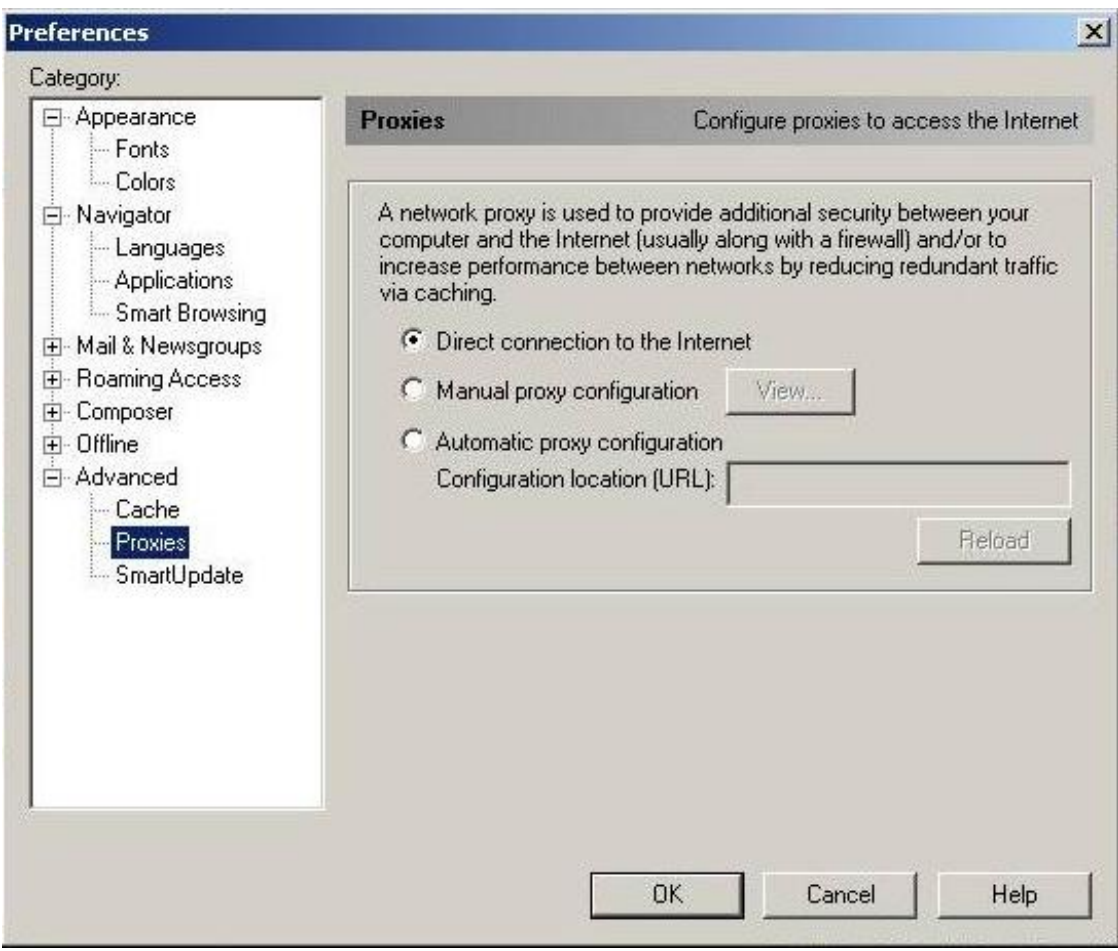 Preferences
Category:
Appearance
Fonts
Colors
Navigator
Languages
Applications
Smart Browsing
Mail & Newsgroups
Roaming Access
Composer
Offline
Advanced
Cache
Proxies
SmartUpdate
Proxies Configure proxies to access the Internet
A network proxy is used to provide additional security between your
computer and the Internet (usually along with a firewall) and/or to
increase performance between networks by reducing redundant traffic
via caching.
Direct connection to the Internet
Manual proxy configuration View...
Automatic proxy configuration
Configuration location (URL):
Reload
OK Cancel Help